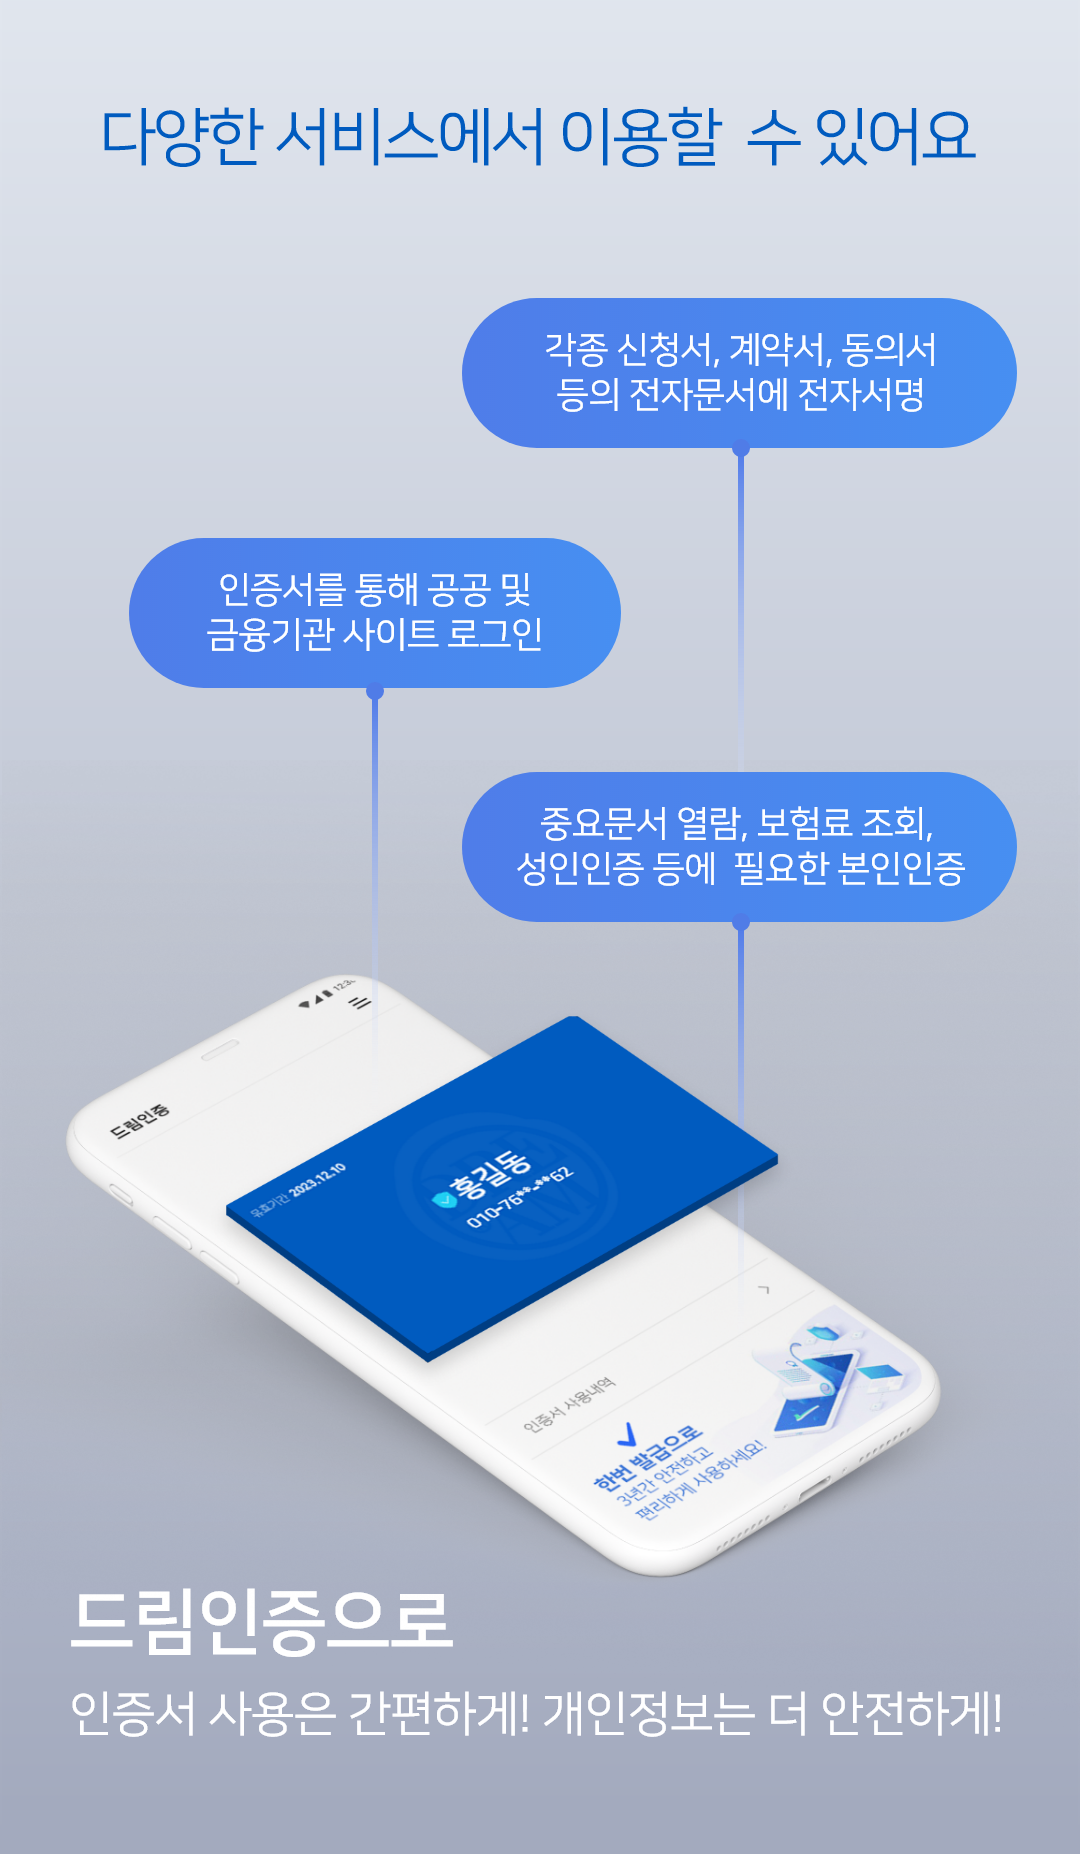 다양한 서비스에서 이용할 수 있어요
각종 신청서, 계약서, 동의서
등의 전자문서에 전자서명
인증서를 통해 공공 및
금융기관 사이트 로그인
중요문서 열람, 보험료 조회,
성인인증 등에 필요한 본인인증
드림인증
유효기간 2023.12.10
홍길동
010-76**-**62
인증서 사용내역
한번 발급으로
3년간 안전하고
편리하게 사용하세요!
드림인증으로
인증서 사용은 간편하게! 개인정보는 더 안전하게!